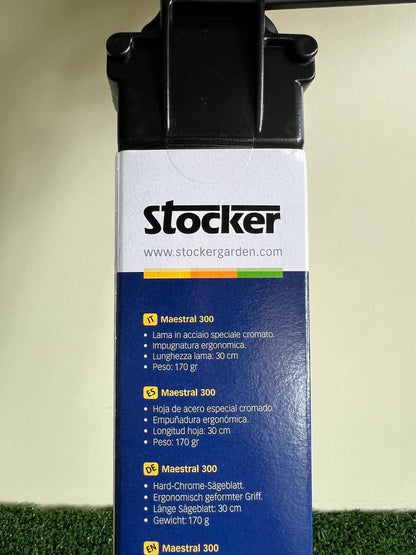 Stocker
www.stockergarden.com
IT Maestral 300
• Lama in acciaio speciale cromato.
• Impugnatura ergonomica.
• Lunghezza lama: 30 cm
• Peso: 170 gr
ES Maestral 300
• Hoja de acero especial cromado.
• Empuñadura ergonómica.
• Longitud hoja: 30 cm
• Peso: 170 gr
DE Maestral 300
• Hard-Chrome-Sägeblatt.
• Ergonomisch geformter Griff.
• Länge Sägeblatt: 30 cm
• Gewicht: 170 g
EN Maestral 300